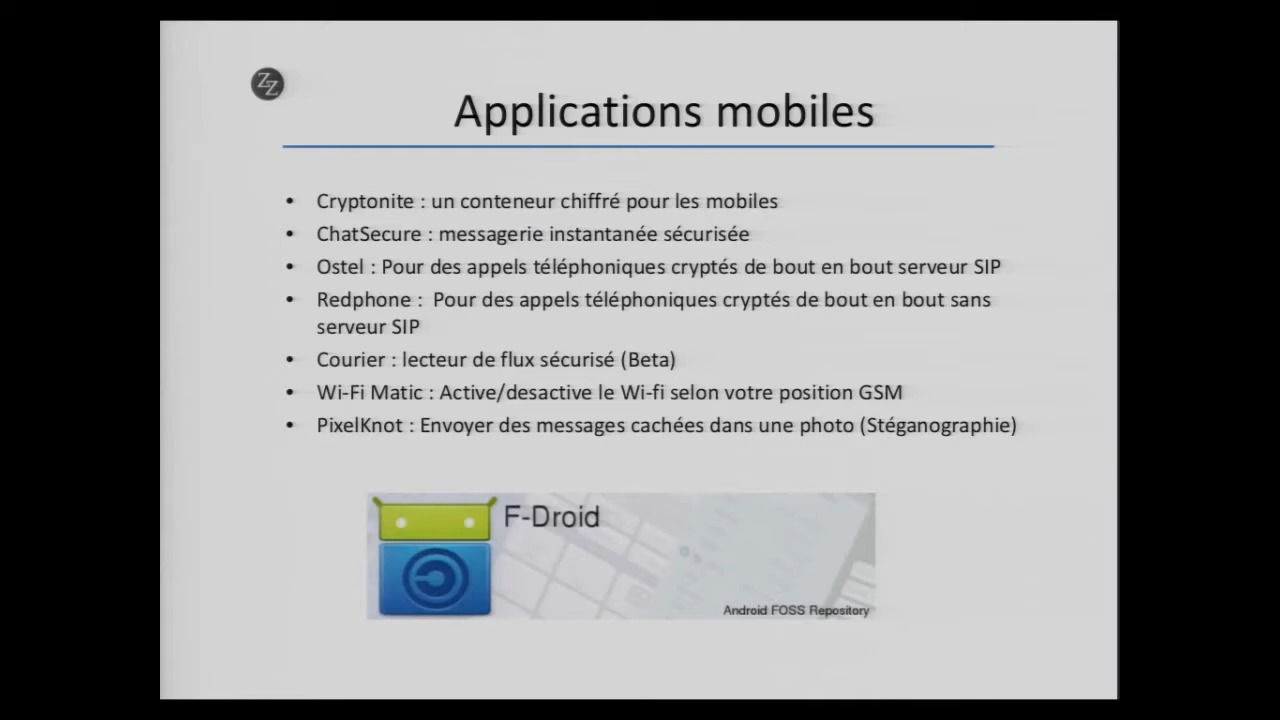 ZZ
Applications mobiles
• Cryptonite : un conteneur chiffré pour les mobiles
• ChatSecure : messagerie instantanée sécurisée
• Ostel : Pour des appels téléphoniques cryptés de bout en bout serveur SIP
• Redphone :  Pour des appels téléphoniques cryptés de bout en bout sans
serveur SIP
• Courier : lecteur de flux sécurisé (Beta)
• Wi-Fi Matic : Active/desactive le Wi-fi selon votre position GSM
• PixelKnot : Envoyer des messages cachées dans une photo (Stéganographie)
F-Droid
Android FOSS Repository